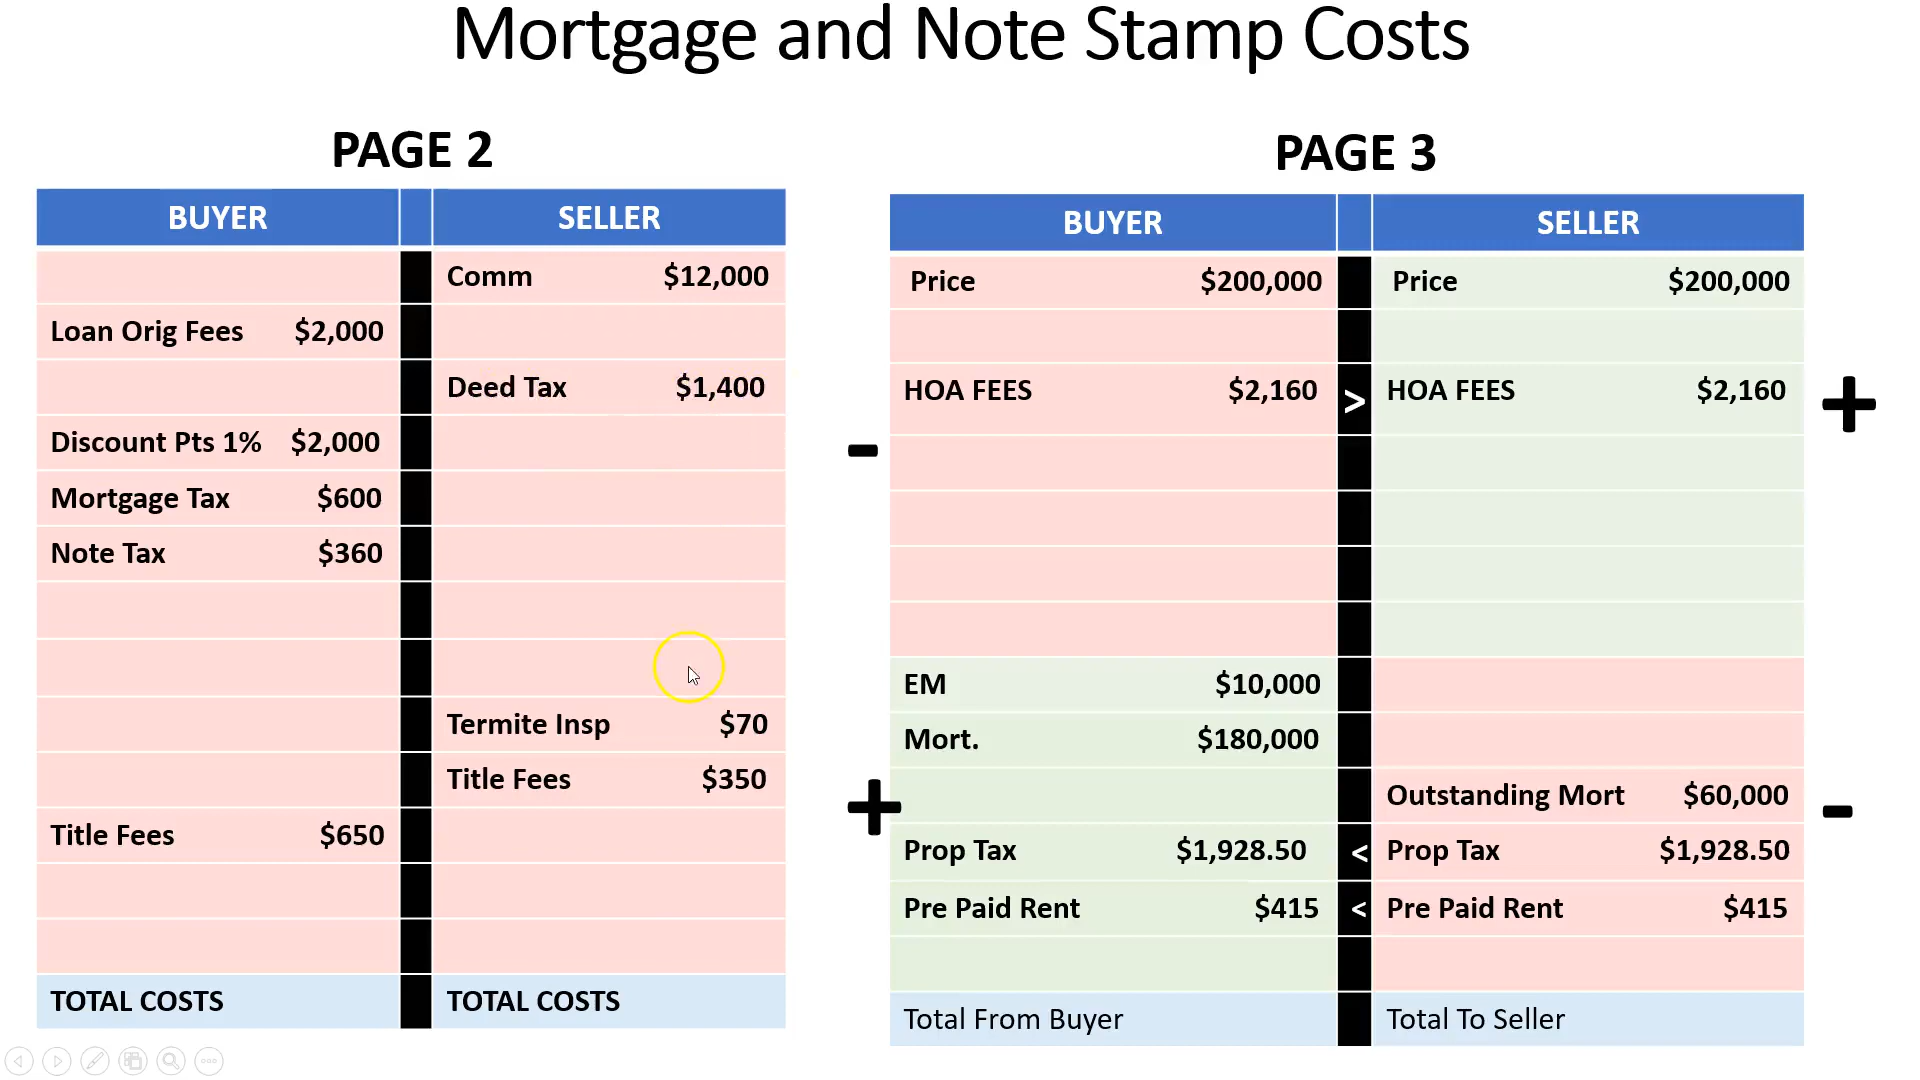 Mortgage and Note Stamp Costs
PAGE 2
BUYER SELLER
Comm $12,000
Loan Orig Fees $2,000
Deed Tax $1,400
Discount Pts 1% $2,000
Mortgage Tax $600
Note Tax $360
Termite Insp $70
Title Fees $350
Title Fees $650
TOTAL COSTS TOTAL COSTS
PAGE 3
BUYER SELLER
Price $200,000 Price $200,000
HOA FEES $2,160 > HOA FEES $2,160 +
-
EM $10,000
Mort. $180,000
+
Outstanding Mort $60,000 -
Prop Tax $1,928.50 < Prop Tax $1,928.50
Pre Paid Rent $415 < Pre Paid Rent $415
Total From Buyer Total To Seller